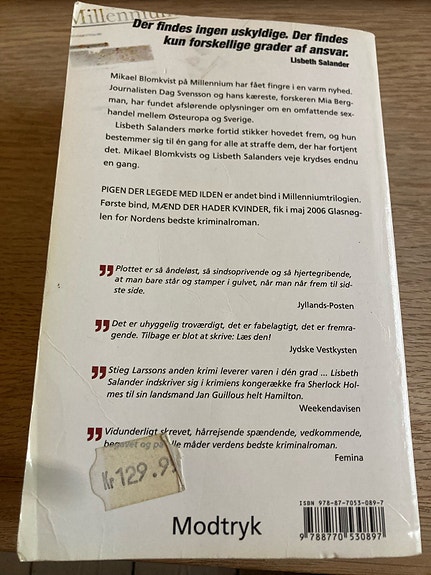 Millennium
Der findes ingen uskyldige. Der findes
kun forskellige grader af ansvar.
Lisbeth Salander
Mikael Blomkvist på Millennium har fået fingre i en varm nyhed.
Journalisten Dag Svensson og hans kæreste, forskeren Mia Berg-
man, har fundet afslørende oplysninger om en omfattende sex-
handel mellem Østeuropa og Sverige.
Lisbeth Salanders mørke fortid stikker hovedet frem, og hun
bestemmer sig til én gang for alle at straffe dem, der har fortjent
det. Mikael Blomkvists og Lisbeth Salanders veje krydses endnu
en gang.
PIGEN DER LEGEDE MED ILDEN er andet bind i Millenniumtrilogien.
Første bind, MÆND DER HADER KVINDER, fik i maj 2006 Glasnøg-
len for Nordens bedste kriminalroman.
" Plottet er så åndeløst, så sindsoprivende og så hjertegribende,
at man bare står og stamper i gulvet, når man når frem til sid-
ste side.
Jyllands-Posten
" Det er uhyggelig troværdigt, det er fabelagtigt, det er fremra-
gende. Tilbage er blot at skrive: Læs den!
Jydske Vestkysten
" Stieg Larssons anden krimi leverer varen i dén grad ... Lisbeth
Salander indskriver sig i krimiens kongerække fra Sherlock Hol-
mes til sin landsmand Jan Guillous helt Hamilton.
Weekendavisen
" Vidunderligt skrevet, hårrejsende spændende, vedkommende,
begavet og på alle måder verdens bedste kriminalroman.
Femina
Kr 129.9
Modtryk
ISBN 978-87-7053-089-7
9 788770 530897